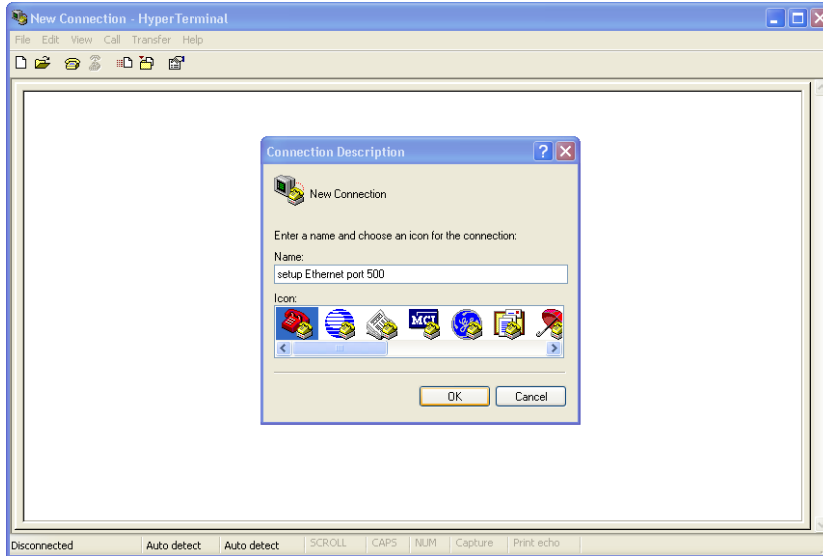 New Connection - HyperTerminal
File Edit View Call Transfer Help
Connection Description
New Connection
Enter a name and choose an icon for the connection:
Name:
setup Ethernet port 500
Icon:
MCI
OK Cancel
Disconnected Auto detect Auto detect SCROLL CAPS NUM Capture Print echo